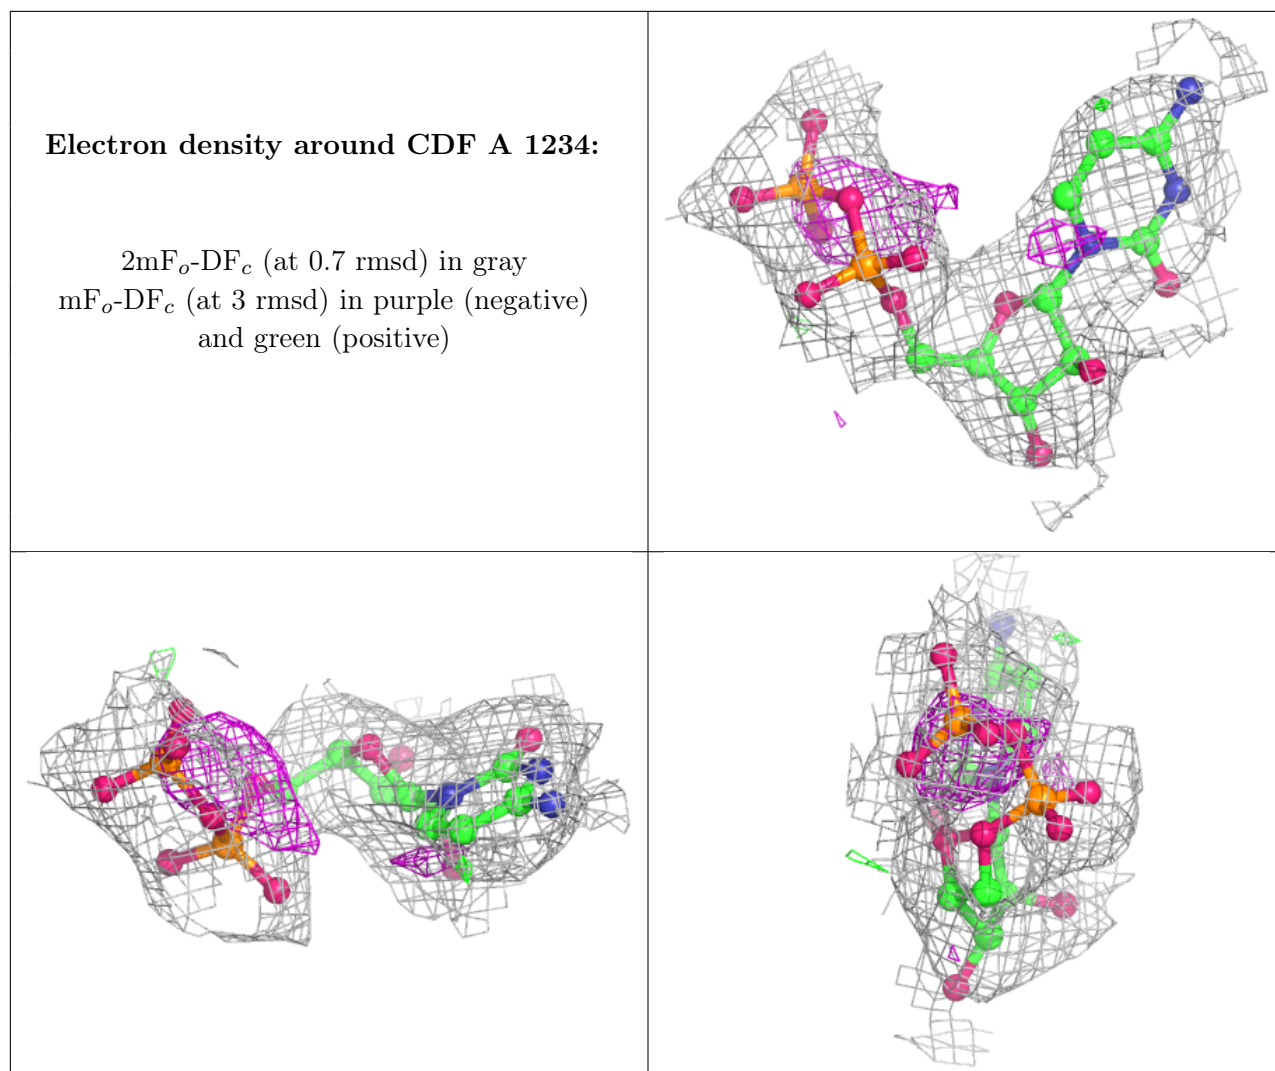 Electron density around CDF A 1234:
2mFo-DFc (at 0.7 rmsd) in gray
mFo-DFc (at 3 rmsd) in purple (negative)
and green (positive)